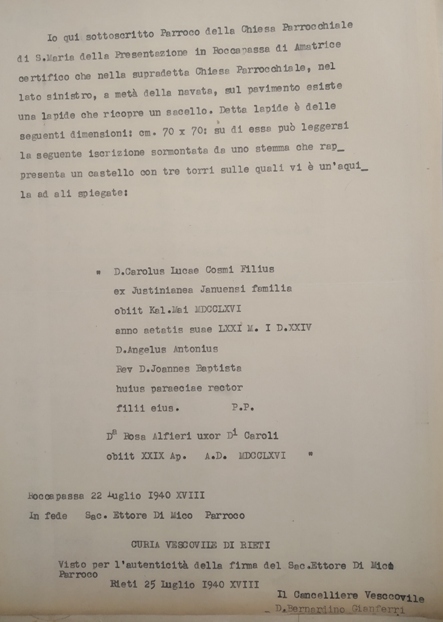 Io qui sottoscritto Parroco della Chiesa Parrocchiale
di S.Maria della Presentazione in Roccapassa di Amatrice
certifico che nella supradetta Chiesa Parrocchiale, nel
lato sinistro, a metà della navata, sul pavimento esiste
una lapide che ricopre un sacello. Detta lapide è delle
seguenti dimensioni: cm. 70 x 70: su di essa può leggersi
la seguente iscrizione sormontata da uno stemma che rap_
presenta un castello con tre torri sulle quali vi è un'aqui_
la ad ali spiegate:
" D.Carolus Lucae Cosmi Filius
ex Justinianea Januensi familia
obiit Kal.Mai MDCCLXVI
anno aetatis suae LXXI M. I D.XXIV
D.Angelus Antonius
Rev D.Joannes Baptista
huius paraeciae rector
filii eius. P.P.
Dª Rosa Alfieri uxor Dⁱ Caroli
obiit XXIX Ap. A.D. MDCCLXVI "
Roccapassa 22 Luglio 1940 XVIII
In fede Sac. Ettore Di Mico Parroco
CURIA VESCOVILE DI RIETI
Visto per l'autenticità della firma del Sac.Ettore Di Mico
Parroco
Rieti 25 Luglio 1940 XVIII
Il Cancelliere Vesccovile
_ D.Bernardino Gianferri